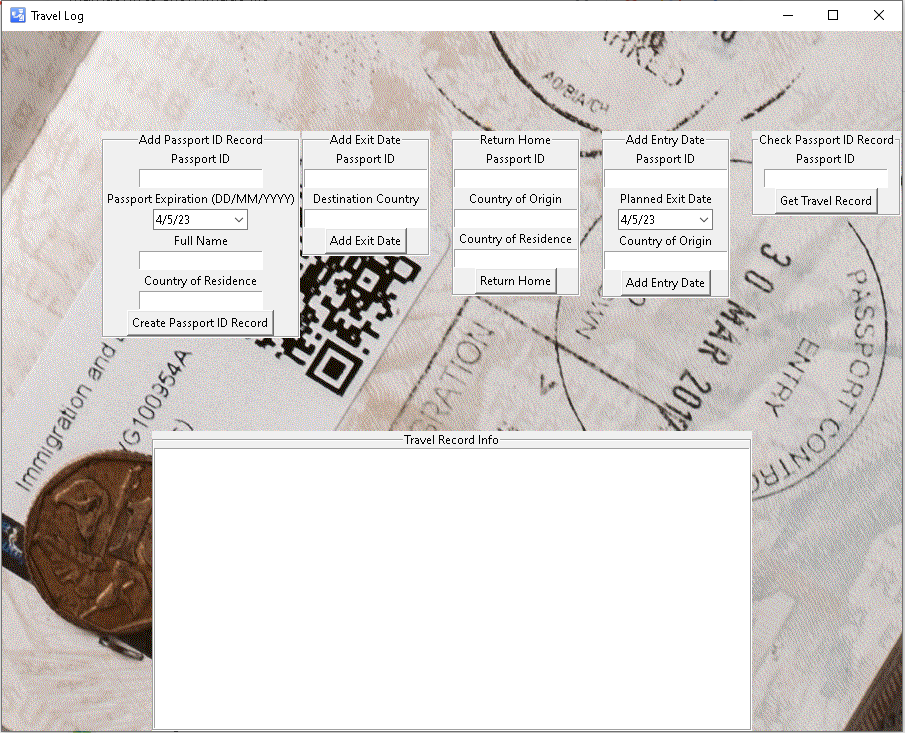 Travel Log
Add Passport ID Record
Passport ID
Passport Expiration (DD/MM/YYYY)
4/5/23
Full Name
Country of Residence
Create Passport ID Record
Add Exit Date
Passport ID
Destination Country
Add Exit Date
Return Home
Passport ID
Country of Origin
Country of Residence
Return Home
Add Entry Date
Passport ID
Planned Exit Date
4/5/23
Country of Origin
Add Entry Date
Check Passport ID Record
Passport ID
Get Travel Record
Travel Record Info
Immigration and
YG100954A
30 MAR 201
PASSPORT CONTRO
ENTRY